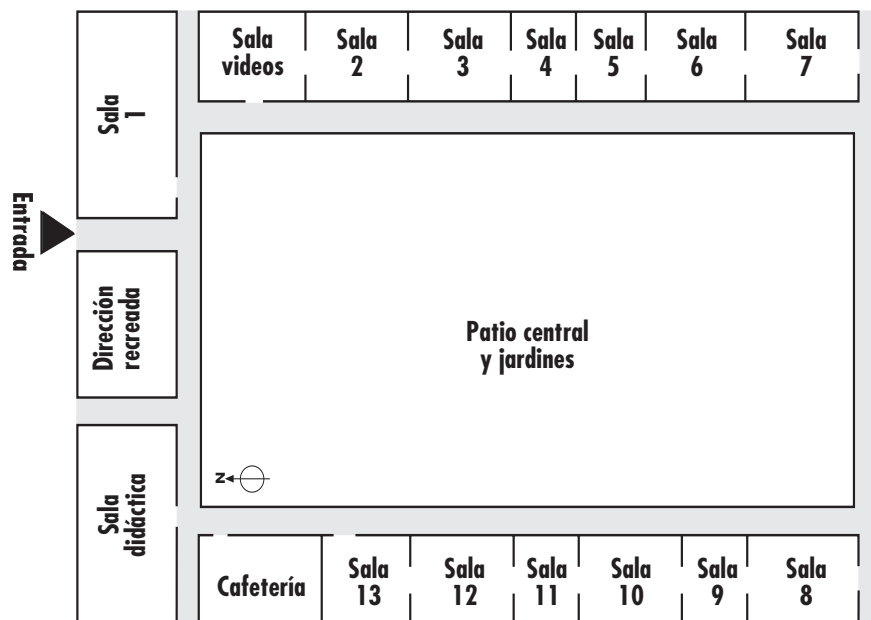 Sala
videos
Sala
2
Sala
3
Sala
4
Sala
5
Sala
6
Sala
7
Sala
1
Entrada
Dirección
recreada
Patio central
y jardines
N
Sala
didáctica
Cafetería
Sala
13
Sala
12
Sala
11
Sala
10
Sala
9
Sala
8